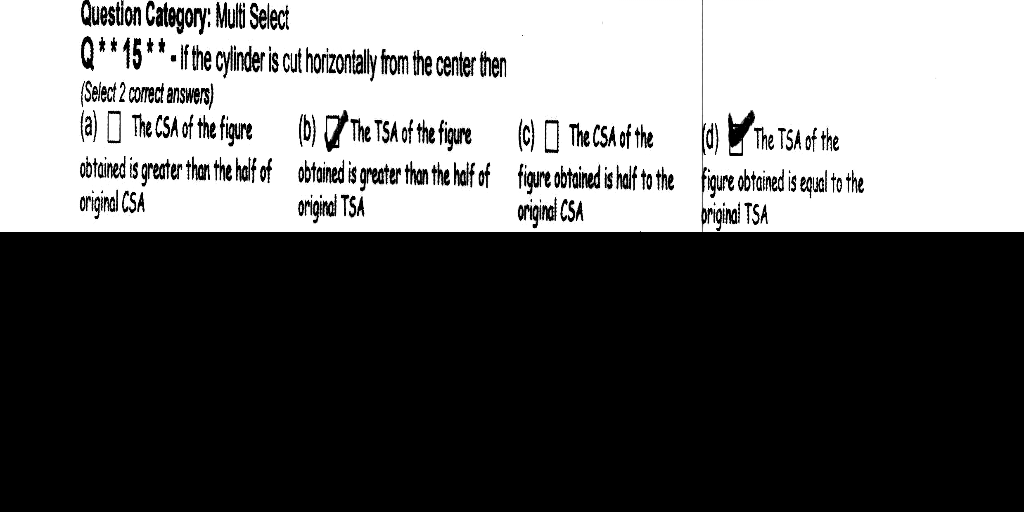 Question Category: Multi Select
Q**15** - If the cylinder is cut horizontally from the center then
(Select 2 correct answers)
(a) The CSA of the figure obtained is greater than the half of original CSA
(b) The TSA of the figure obtained is greater than the half of original TSA
(c) The CSA of the figure obtained is half to the original CSA
(d) The TSA of the figure obtained is equal to the original TSA